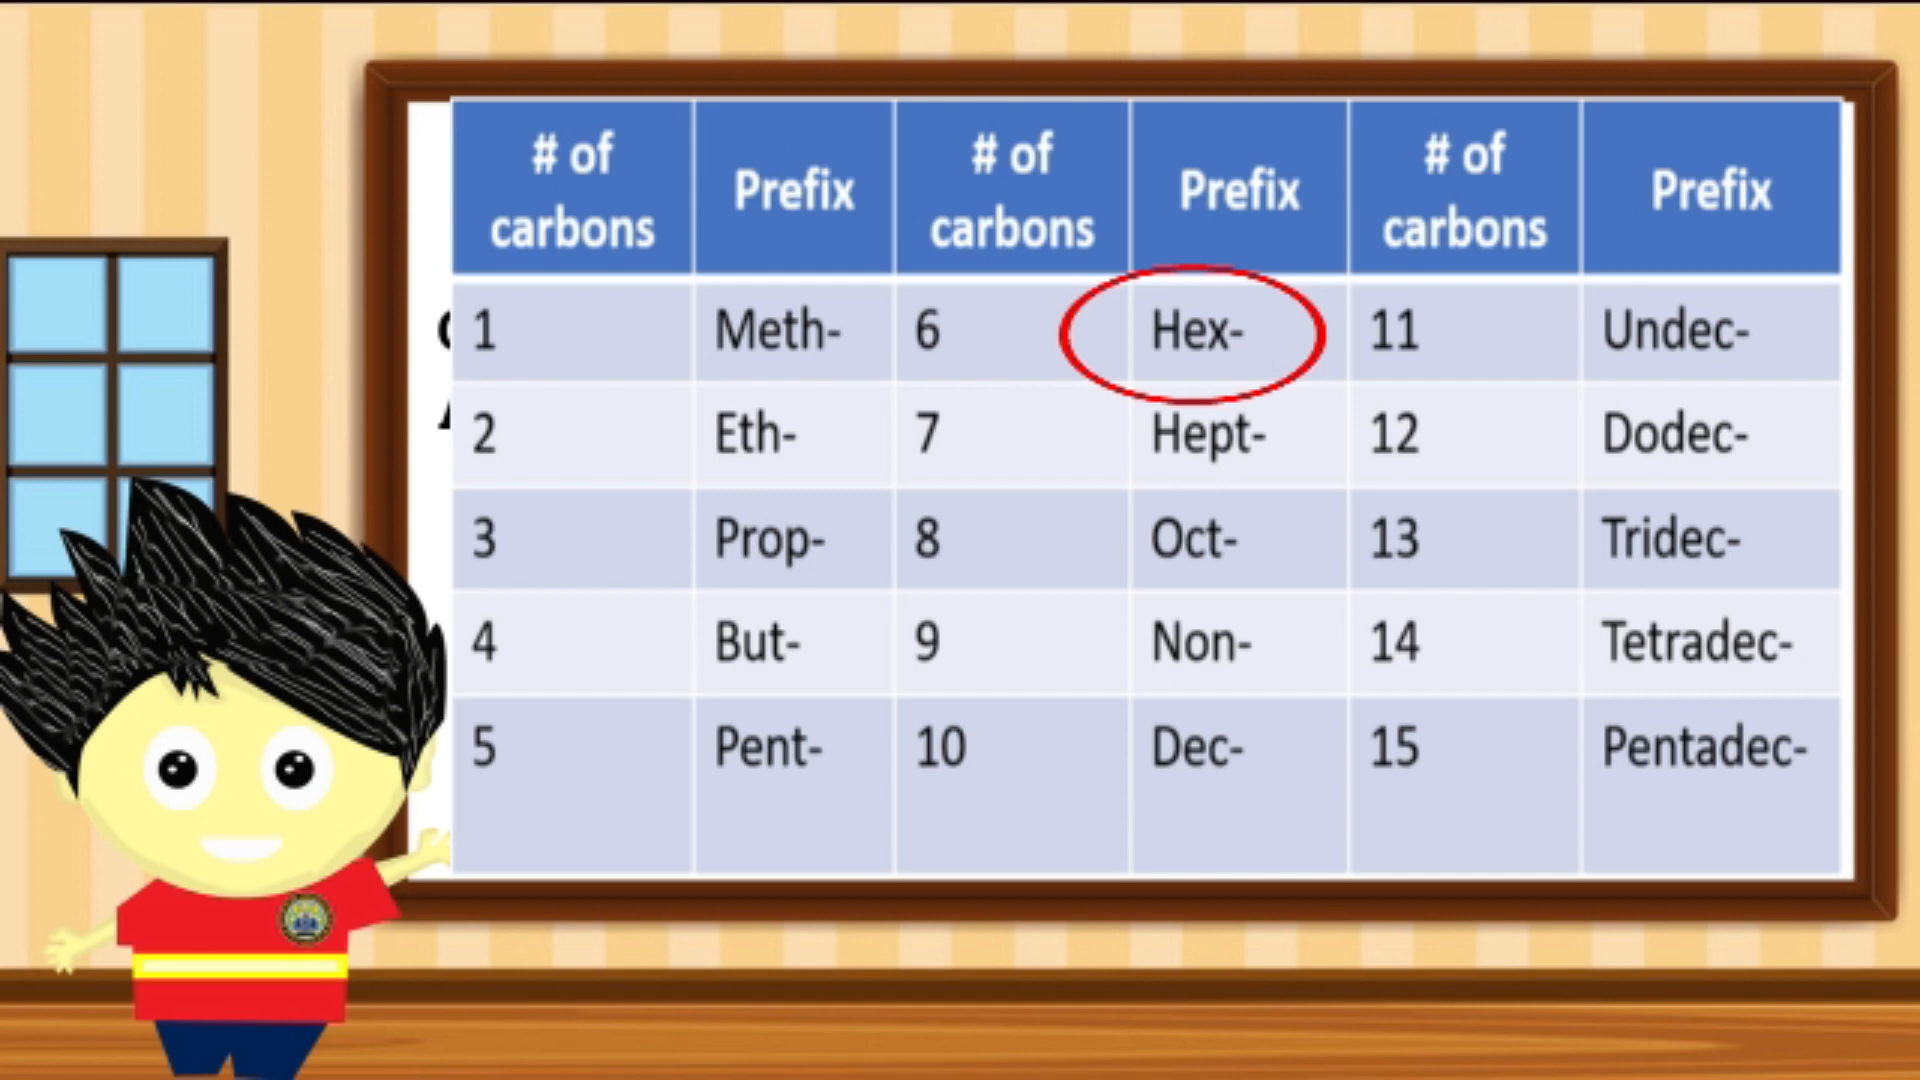 # of carbons Prefix # of carbons Prefix # of carbons Prefix
1 Meth- 6 Hex- 11 Undec-
2 Eth- 7 Hept- 12 Dodec-
3 Prop- 8 Oct- 13 Tridec-
4 But- 9 Non- 14 Tetradec-
5 Pent- 10 Dec- 15 Pentadec-